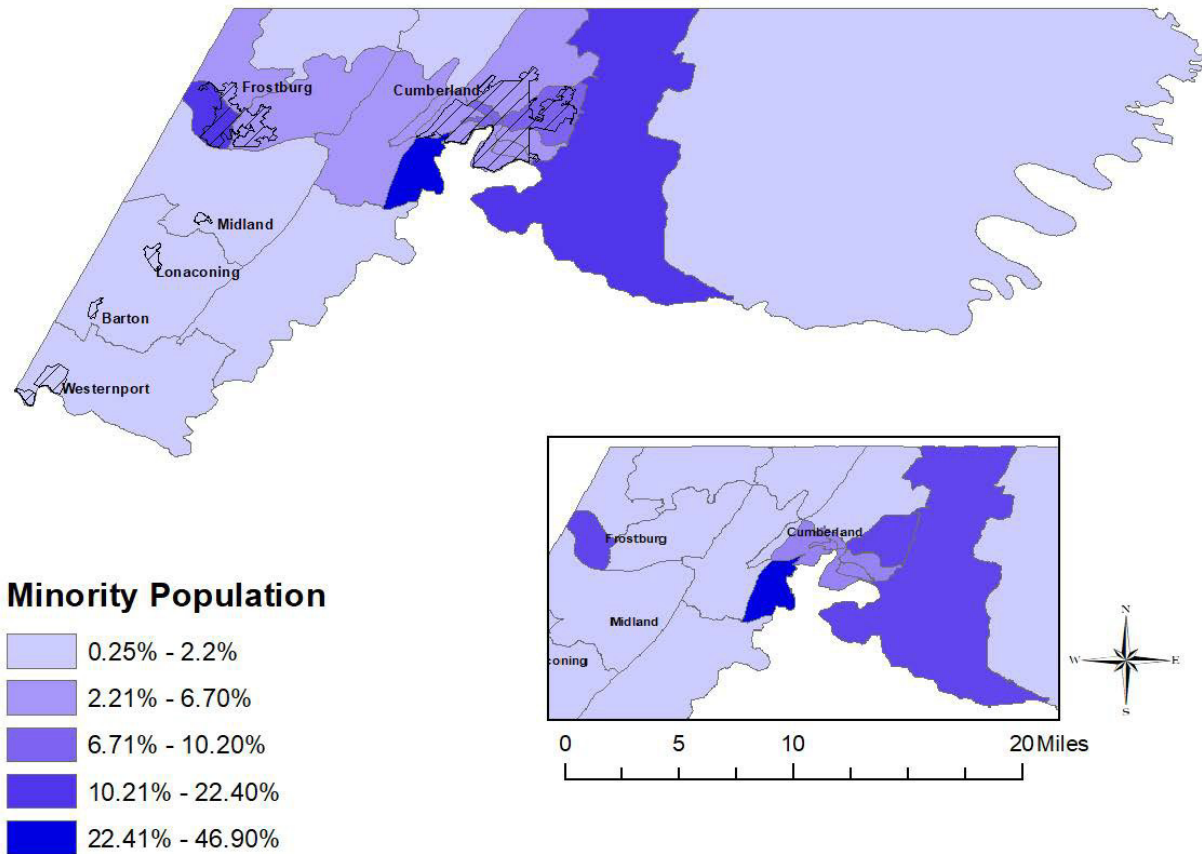 Frostburg
Cumberland
Midland
Lonaconing
Barton
Westernport
Cumberland
Frostburg
Midland
coning
Minority Population
0.25% - 2.2%
2.21% - 6.70%
6.71% - 10.20%
10.21% - 22.40%
22.41% - 46.90%
0 5 10 20 Miles
N
W E
S